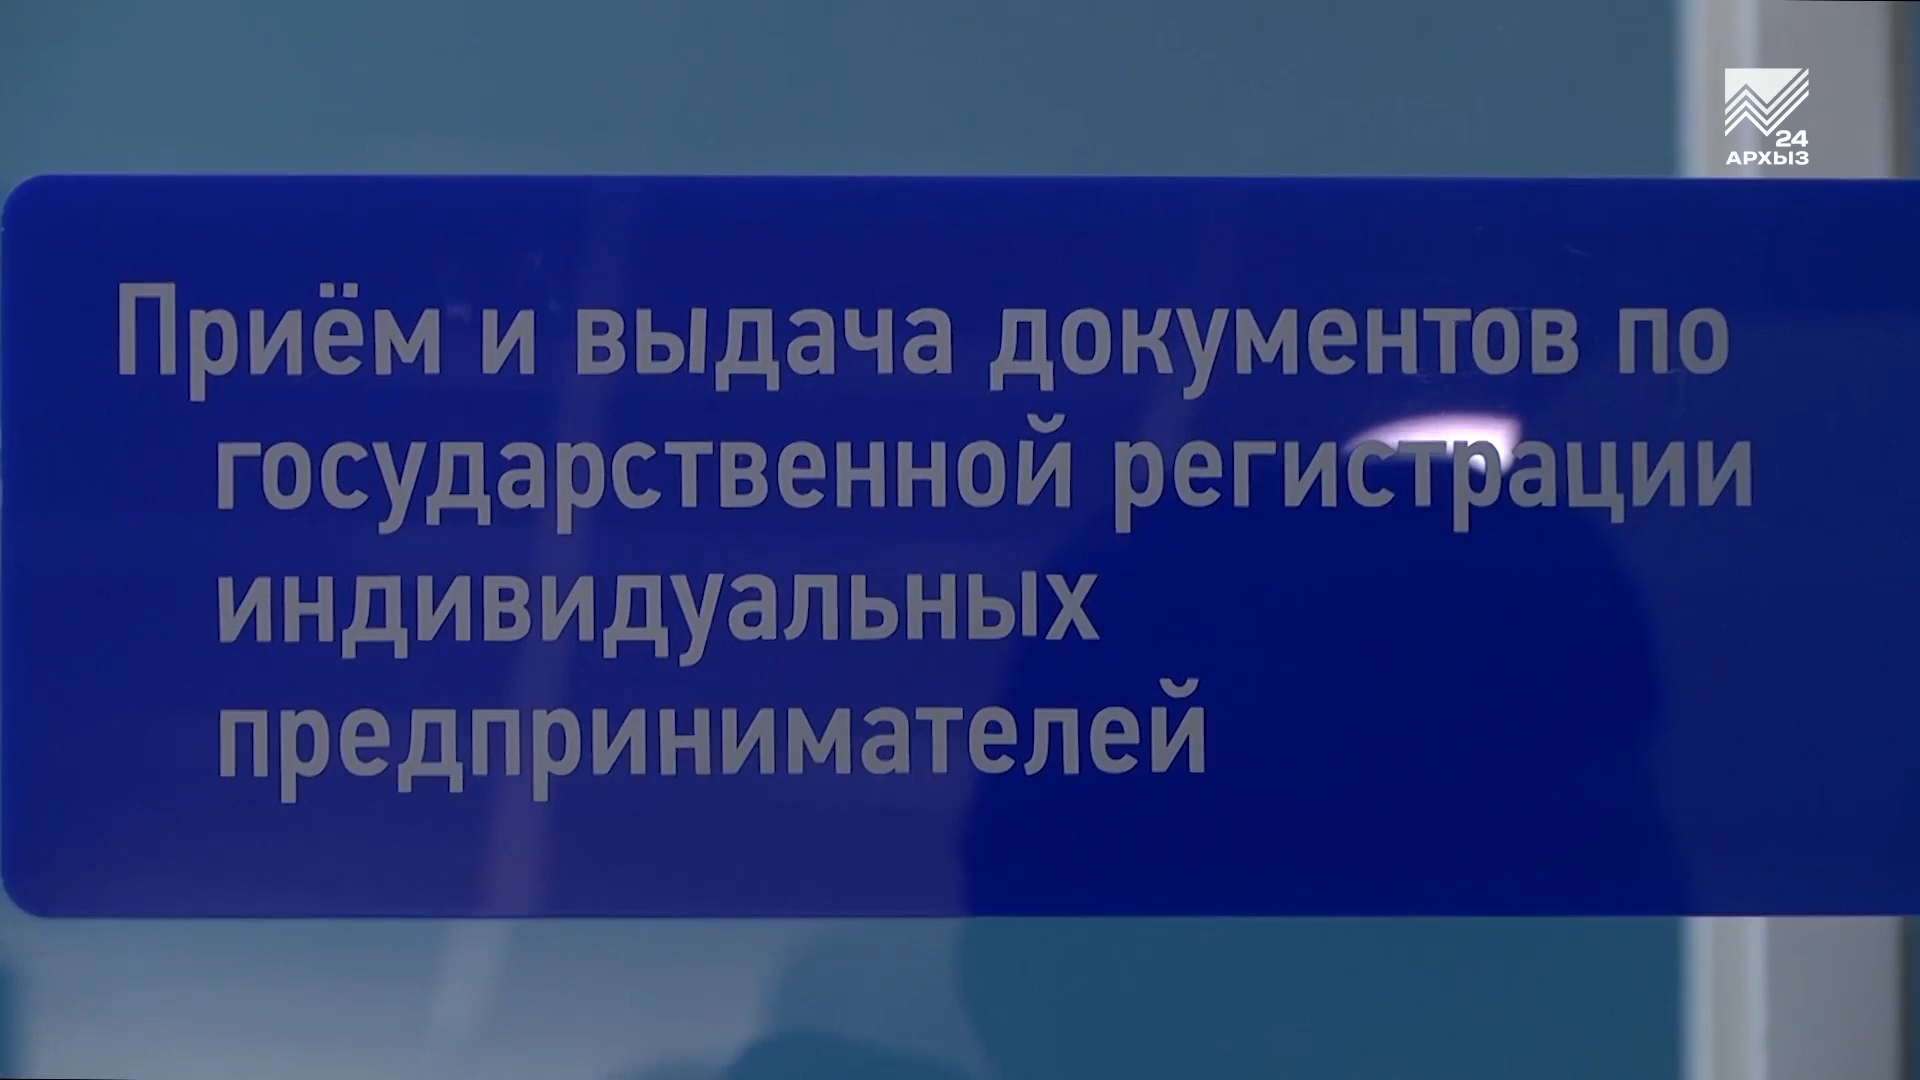 24
АРХЫЗ
Приём и выдача документов по
государственной регистрации
индивидуальных
предпринимателей